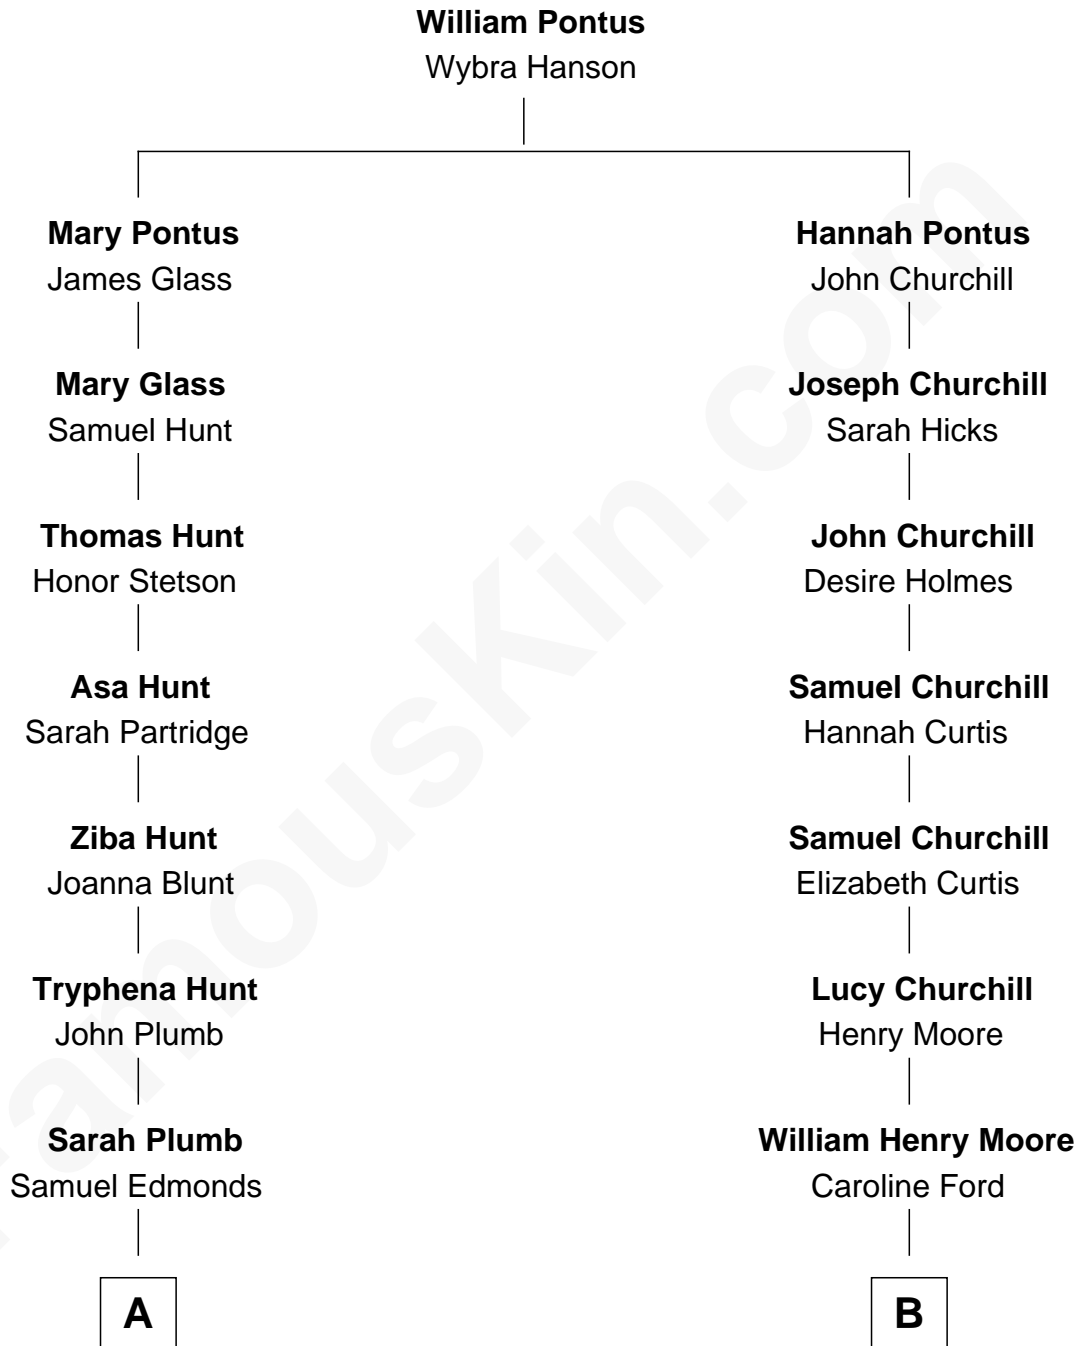 William Pontus
Wybra Hanson
Mary Pontus
James Glass
Hannah Pontus
John Churchill
Mary Glass
Samuel Hunt
Joseph Churchill
Sarah Hicks
Thomas Hunt
Honor Stetson
John Churchill
Desire Holmes
Asa Hunt
Sarah Partridge
Samuel Churchill
Hannah Curtis
Ziba Hunt
Joanna Blunt
Samuel Churchill
Elizabeth Curtis
Tryphena Hunt
John Plumb
Lucy Churchill
Henry Moore
Sarah Plumb
Samuel Edmonds
William Henry Moore
Caroline Ford
A
B
FamousKin.com